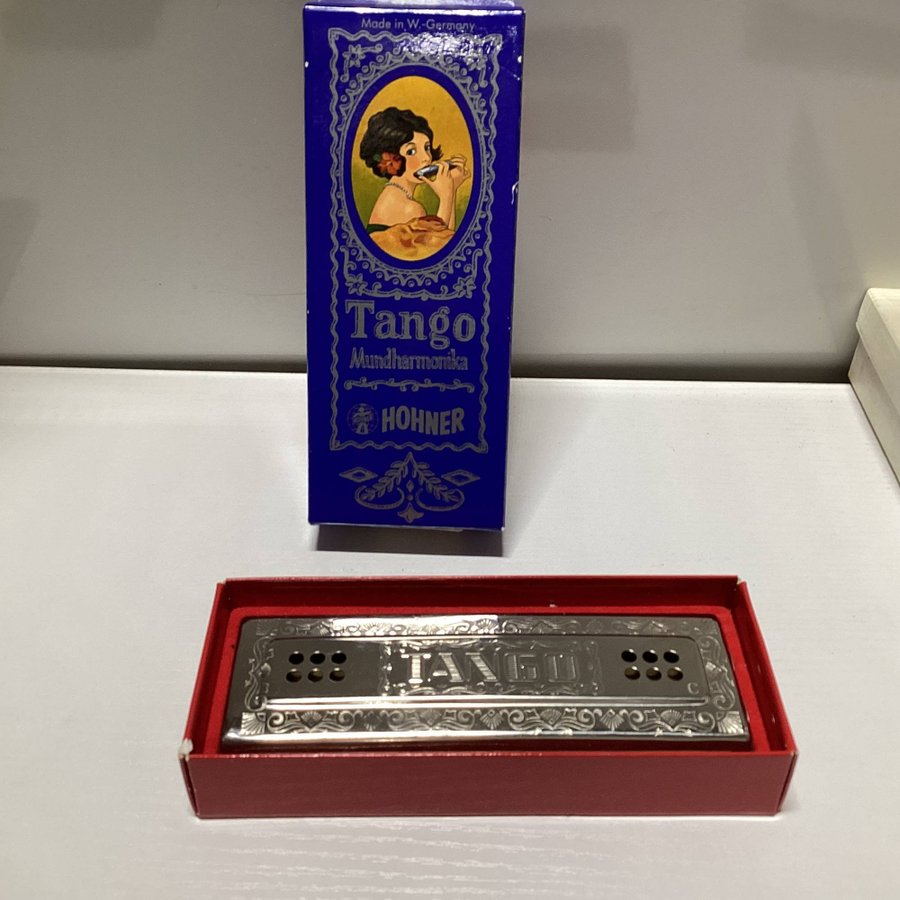 Made in W.-Germany
Tango
Mundharmonika
HOHNER
TANGO
C